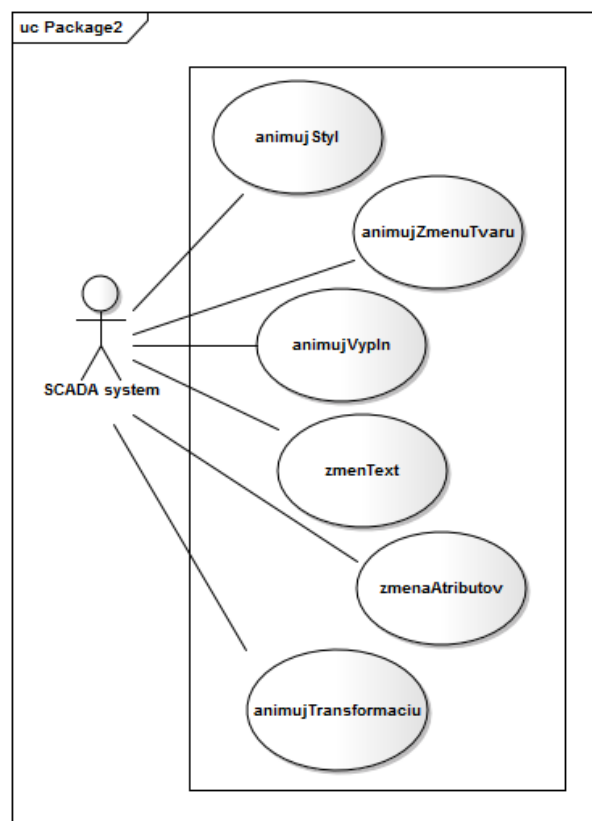 uc Package2
animujStyl
animujZmenuTvaru
animujVypln
SCADA system
zmenText
zmenaAtributov
animujTransformaciu